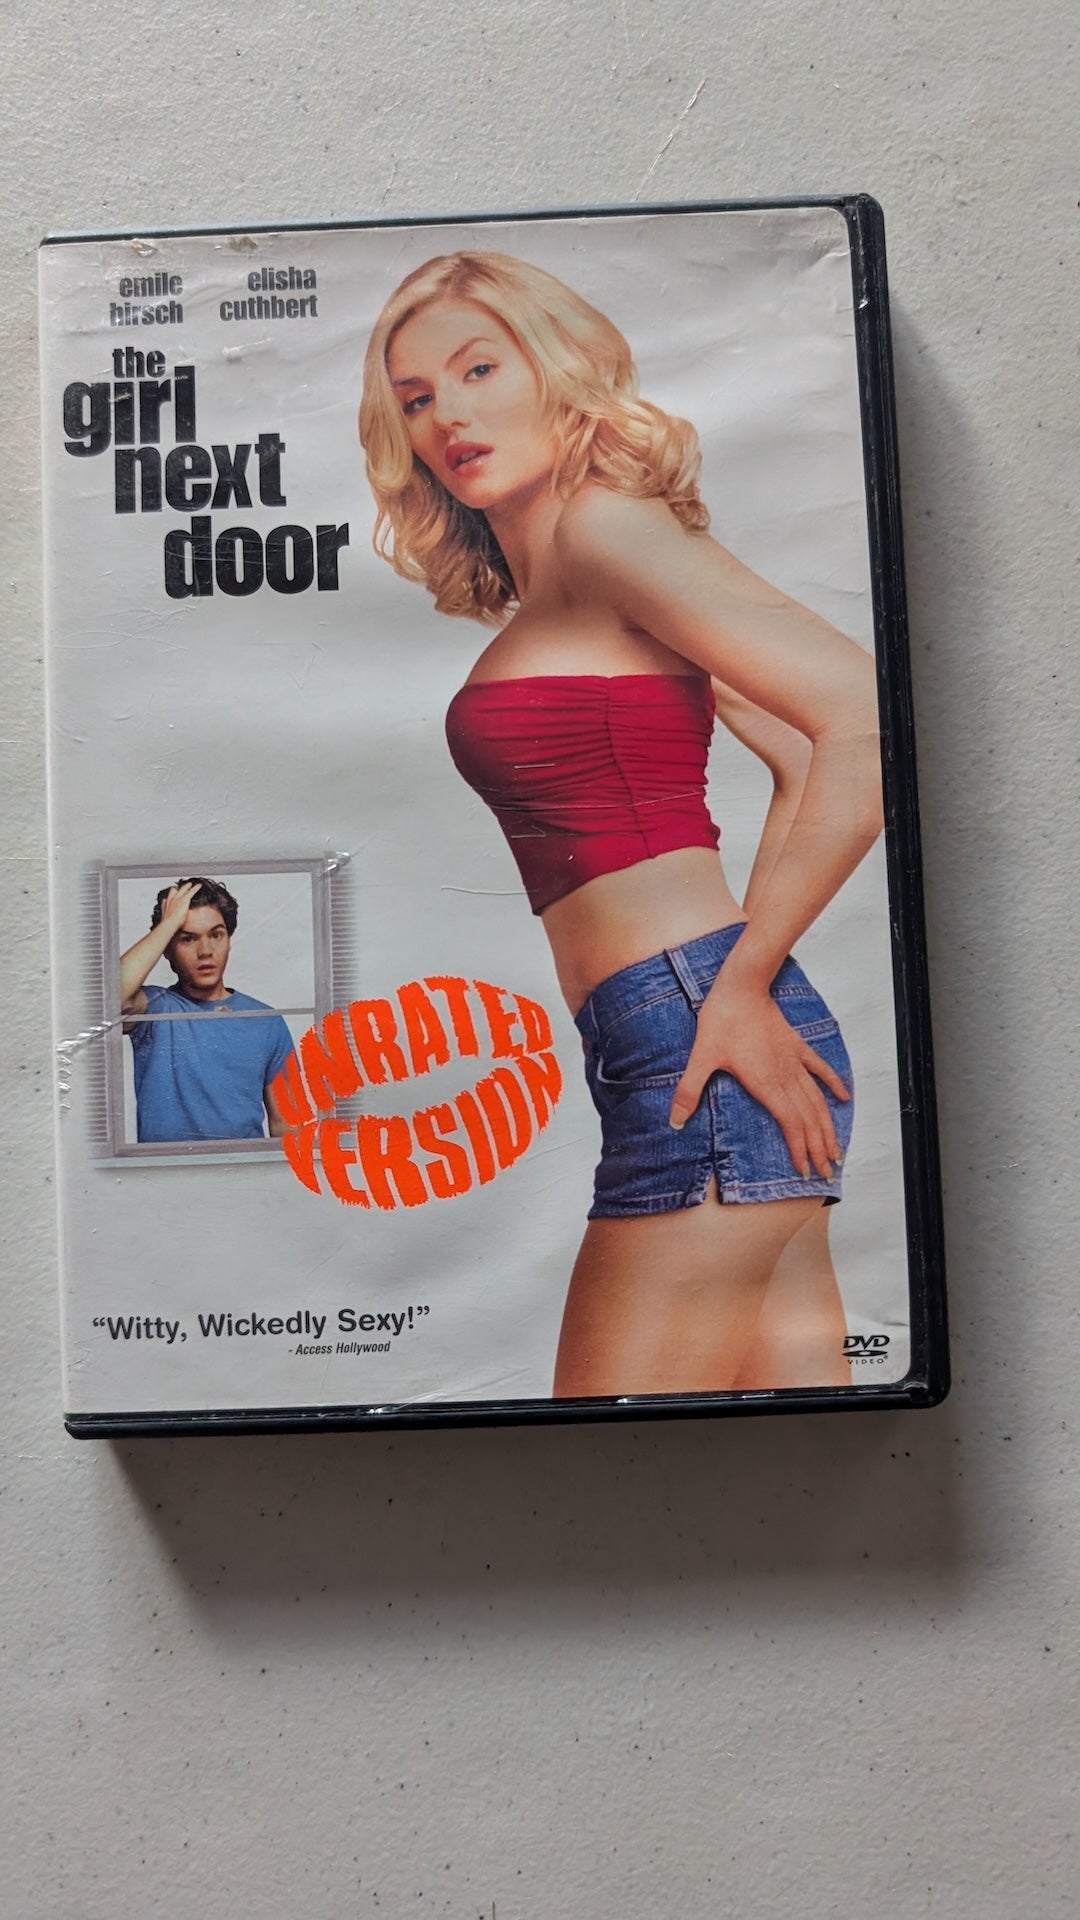 emile elisha
hirsch cuthbert
the
girl
next
door
UNRATED
VERSION
“Witty, Wickedly Sexy!”
- Access Hollywood
DVD
VIDEO®